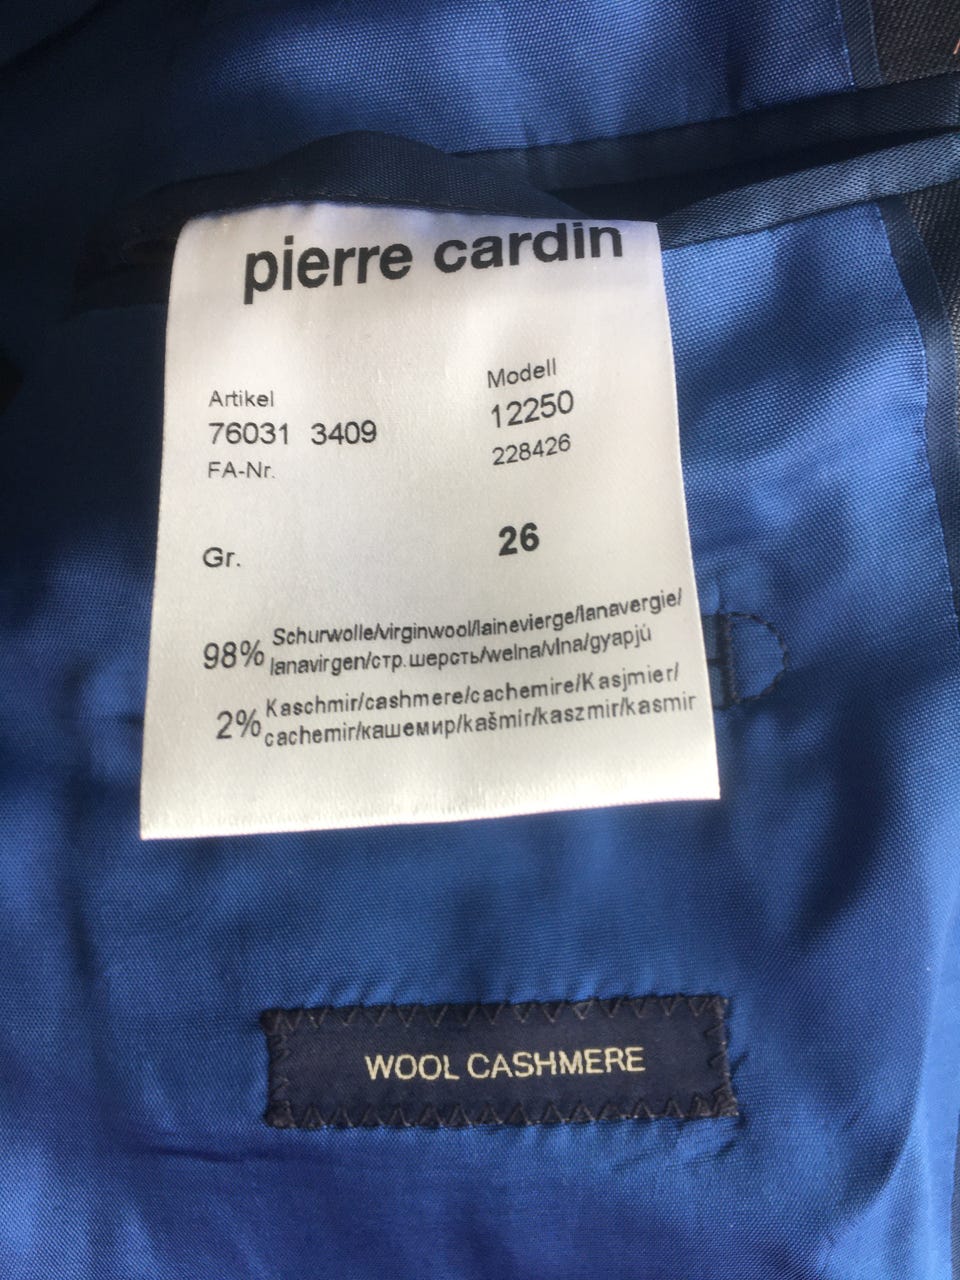 pierre cardin
Artikel
Modell
76031 3409
12250
FA-Nr.
228426
Gr.
26
98% Schurwolle/virginwool/lainevierge/lanavergie/
lanavirgen/стр.шерсть/welna/vlna/gyapjú
2% Kaschmir/cashmere/cachemire/Kasjmier/
cachemir/кашемир/kašmir/kaszmir/kasmir
WOOL CASHMERE